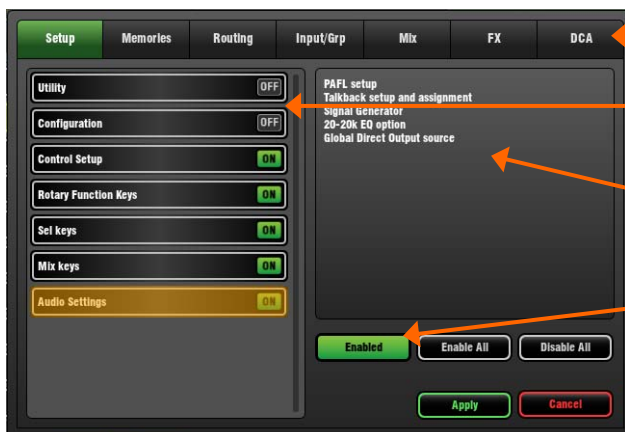 Setup Memories Routing Input/Grp Mix FX DCA
Utility OFF
Configuration OFF
Control Setup ON
Rotary Function Keys ON
Sel keys ON
Mix keys ON
Audio Settings ON
PAFL setup
Talkback setup and assignment
Signal Generator
20-20k EQ option
Global Direct Output source
Enabled Enable All Disable All
Apply Cancel